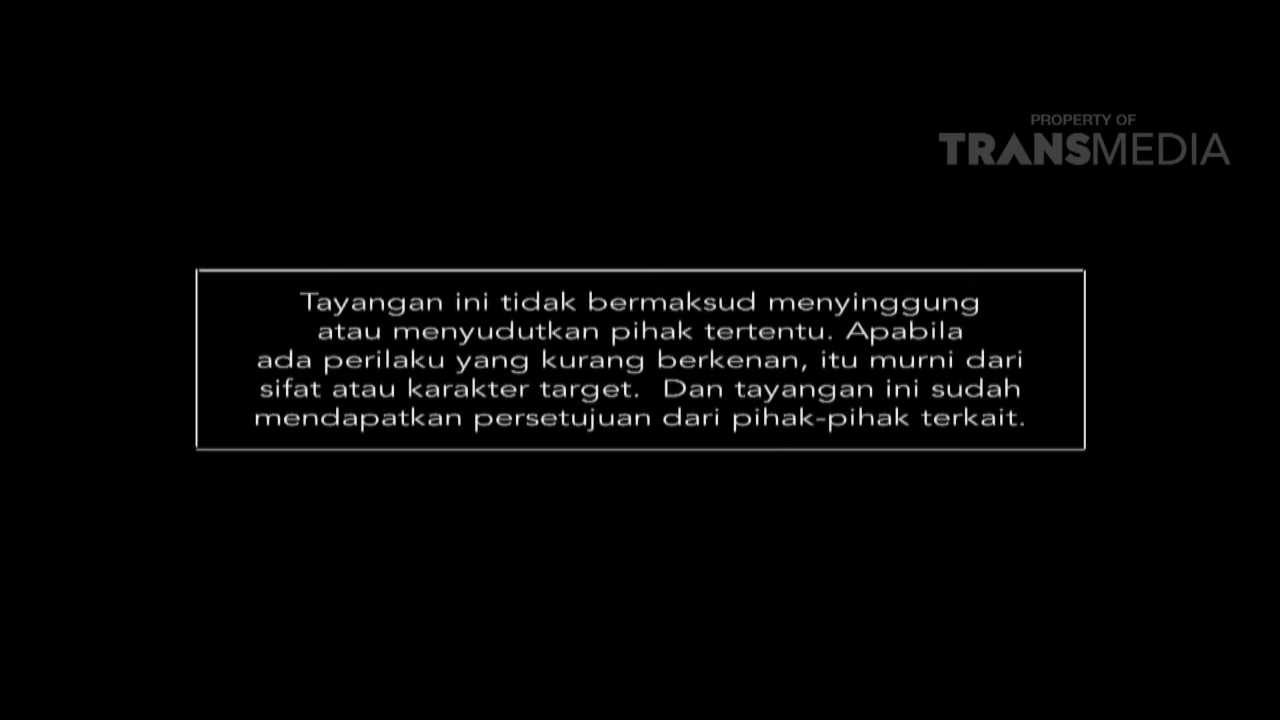 PROPERTY OF
TRANSMEDIA
Tayangan ini tidak bermaksud menyinggung
atau menyudutkan pihak tertentu. Apabila
ada perilaku yang kurang berkenan, itu murni dari
sifat atau karakter target.  Dan tayangan ini sudah
mendapatkan persetujuan dari pihak-pihak terkait.